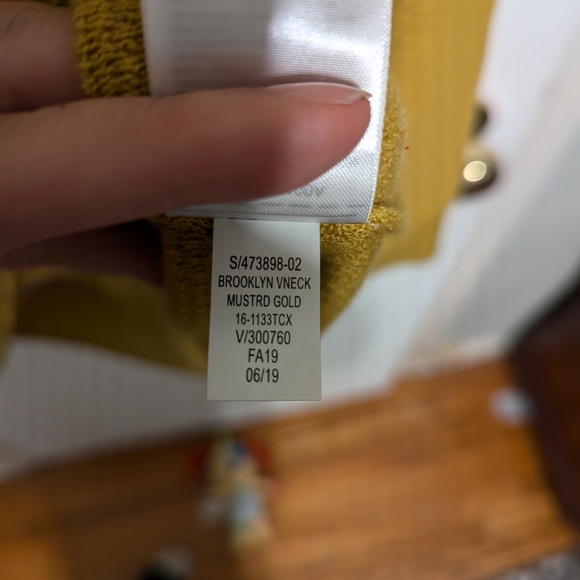 S/473898-02
BROOKLYN VNECK
MUSTRD GOLD
16-1133TCX
V/300760
FA19
06/19